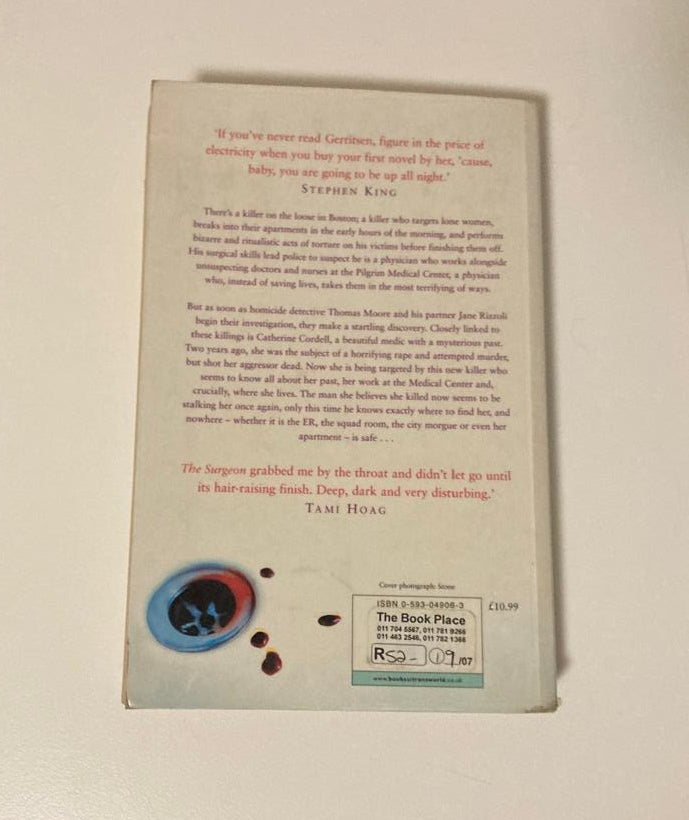 'If you've never read Gerritsen, figure in the price of
electricity when you buy your first novel by her, 'cause,
baby, you are going to be up all night.'
STEPHEN KING
There's a killer on the loose in Boston; a killer who targets lone women,
breaks into their apartments in the early hours of the morning, and performs
bizarre and ritualistic acts of torture on his victims before finishing them off.
His surgical skills lead police to suspect he is a physician who works alongside
unsuspecting doctors and nurses at the Pilgrim Medical Center, a physician
who, instead of saving lives, takes them in the most terrifying of ways.
But as soon as homicide detective Thomas Moore and his partner Jane Rizzoli
begin their investigation, they make a startling discovery. Closely linked to
these killings is Catherine Cordell, a beautiful medic with a mysterious past.
Two years ago, she was the subject of a horrifying rape and attempted murder,
but shot her aggressor dead. Now she is being targeted by this new killer who
seems to know all about her past, her work at the Medical Center and,
crucially, where she lives. The man she believes she killed now seems to be
stalking her once again, only this time he knows exactly where to find her, and
nowhere – whether it is the ER, the squad room, the city morgue or even her
apartment – is safe . . .
The Surgeon grabbed me by the throat and didn't let go until
its hair-raising finish. Deep, dark and very disturbing.'
TAMI HOAG
Cover photograph: Stone
ISBN 0-593-04906-3
£10.99
The Book Place
011 704 5567, 011 781 9266
011 463 2546, 011 782 1366
R52- 19/07
www.booksattransworld.co.uk